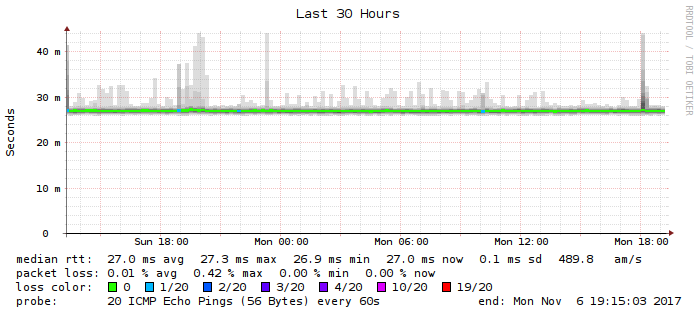 Last 30 Hours
RRDTOOL / TOBI OETIKER
Seconds
40 m
30 m
20 m
10 m
0
Sun 18:00 Mon 00:00 Mon 06:00 Mon 12:00 Mon 18:00
median rtt: 27.0 ms avg 27.3 ms max 26.9 ms min 27.0 ms now 0.1 ms sd 489.8 am/s
packet loss: 0.01 % avg 0.42 % max 0.00 % min 0.00 % now
loss color: 0 1/20 2/20 3/20 4/20 10/20 19/20
probe: 20 ICMP Echo Pings (56 Bytes) every 60s end: Mon Nov 6 19:15:03 2017